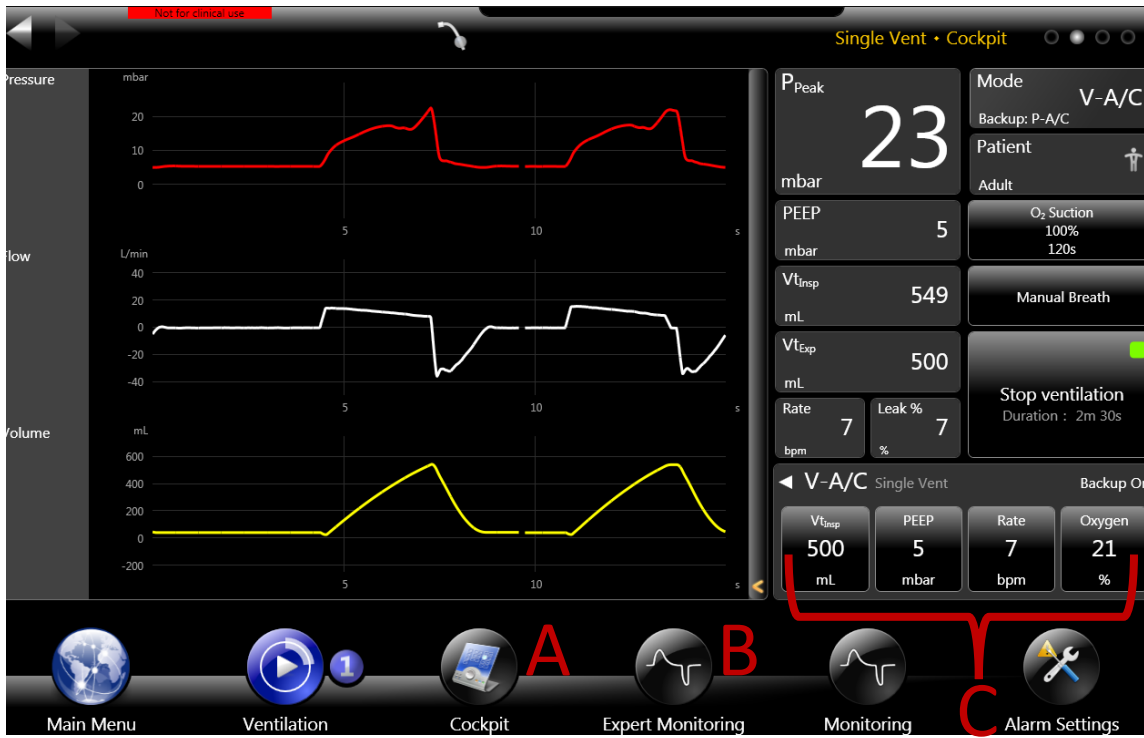 Not for clinical use
Single Vent • Cockpit
Pressure
mbar
20
10
0
5
10
s
Flow
L/min
40
20
0
-20
-40
5
10
s
Volume
mL
600
400
200
0
-200
5
10
s
<
PPeak
23
mbar
Mode
V-A/C
Backup: P-A/C
Patient
Adult
PEEP
5
mbar
O2 Suction
100%
120s
VtInsp
549
mL
Manual Breath
VtExp
500
mL
Stop ventilation
Duration : 2m 30s
Rate
7
bpm
Leak %
7
%
V-A/C Single Vent
Backup On
VtInsp
500
mL
PEEP
5
mbar
Rate
7
bpm
Oxygen
21
%
1
A
B
C
Main Menu
Ventilation
Cockpit
Expert Monitoring
Monitoring
Alarm Settings